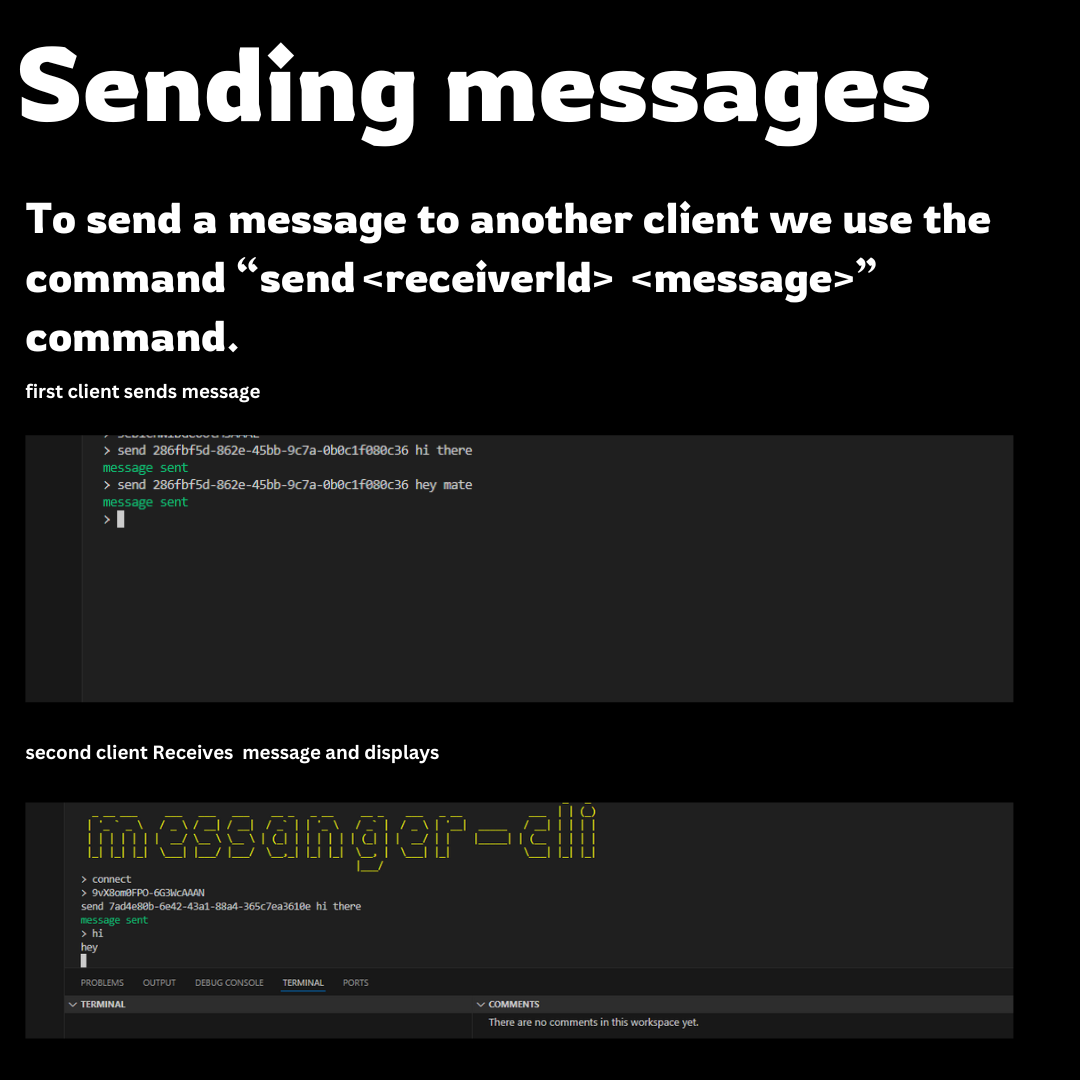 Sending messages
To send a message to another client we use the
command “send <receiverId> <message>”
command.
first client sends message
> send 286fbf5d-862e-45bb-9c7a-0b0c1f080c36 hi there
message sent
> send 286fbf5d-862e-45bb-9c7a-0b0c1f080c36 hey mate
message sent
>
second client Receives message and displays
messanger-cli
> connect
> 9vX8om0FPO-6G3WcAAAN
send 7ad4e80b-6e42-43a1-88a4-365c7ea3610e hi there
message sent
> hi
hey
PROBLEMS OUTPUT DEBUG CONSOLE TERMINAL PORTS
TERMINAL COMMENTS
There are no comments in this workspace yet.